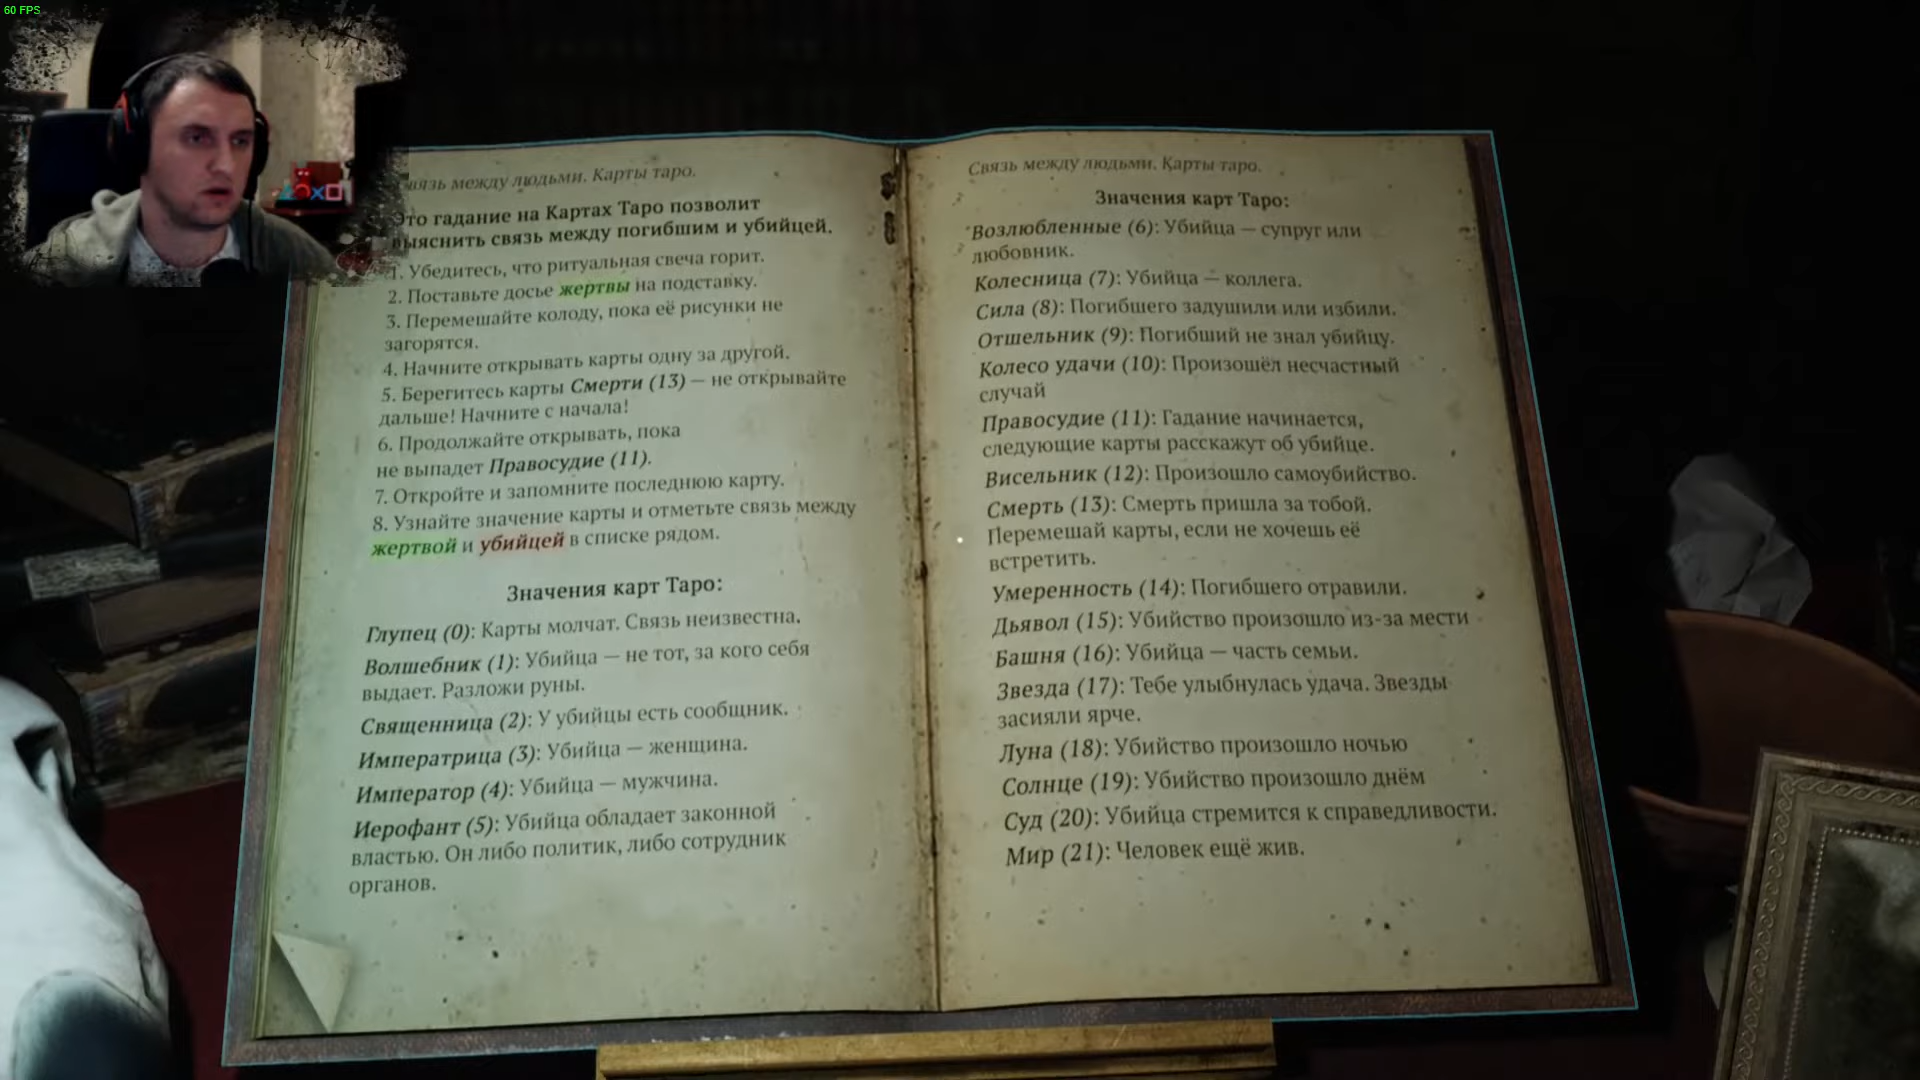 60 FPS
связь между людьми. Карты таро.
Это гадание на Картах Таро позволит
выяснить связь между погибшим и убийцей.
1. Убедитесь, что ритуальная свеча горит.
2. Поставьте досье жертвы на подставку.
3. Перемешайте колоду, пока её рисунки не
загорятся.
4. Начните открывать карты одну за другой.
5. Берегитесь карты Смерти (13) — не открывайте
дальше! Начните с начала!
6. Продолжайте открывать, пока
не выпадет Правосудие (11).
7. Откройте и запомните последнюю карту.
8. Узнайте значение карты и отметьте связь между
жертвой и убийцей в списке рядом.
Значения карт Таро:
Глупец (0): Карты молчат. Связь неизвестна.
Волшебник (1): Убийца — не тот, за кого себя
выдает. Разложи руны.
Священница (2): У убийцы есть сообщник.
Императрица (3): Убийца — женщина.
Император (4): Убийца — мужчина.
Иерофант (5): Убийца обладает законной
властью. Он либо политик, либо сотрудник
органов.
Связь между людьми. Карты таро.
Значения карт Таро:
Возлюбленные (6): Убийца — супруг или
любовник.
Колесница (7): Убийца — коллега.
Сила (8): Погибшего задушили или избили.
Отшельник (9): Погибший не знал убийцу.
Колесо удачи (10): Произошёл несчастный
случай
Правосудие (11): Гадание начинается,
следующие карты расскажут об убийце.
Висельник (12): Произошло самоубийство.
Смерть (13): Смерть пришла за тобой.
Перемешай карты, если не хочешь её
встретить.
Умеренность (14): Погибшего отравили.
Дьявол (15): Убийство произошло из-за мести
Башня (16): Убийца — часть семьи.
Звезда (17): Тебе улыбнулась удача. Звезды
засияли ярче.
Луна (18): Убийство произошло ночью
Солнце (19): Убийство произошло днём
Суд (20): Убийца стремится к справедливости.
Мир (21): Человек ещё жив.